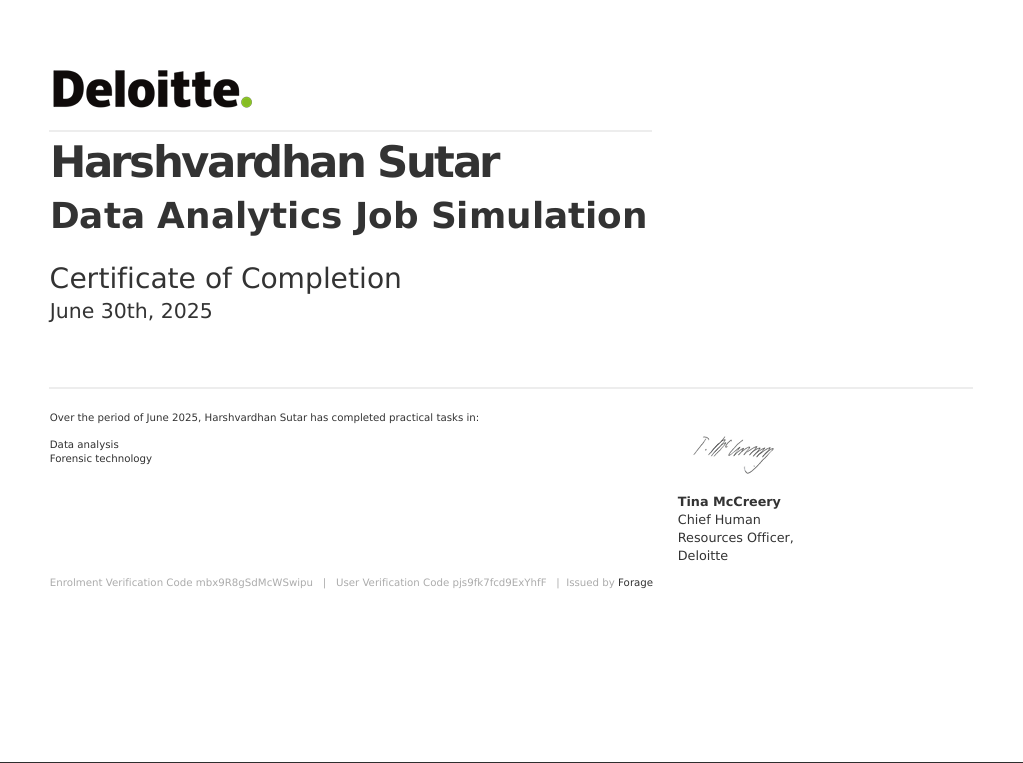 Deloitte.
Harshvardhan Sutar
Data Analytics Job Simulation
Certificate of Completion
June 30th, 2025
Over the period of June 2025, Harshvardhan Sutar has completed practical tasks in:
Data analysis
Forensic technology
T. McCreery
Tina McCreery
Chief Human
Resources Officer,
Deloitte
Enrolment Verification Code mbx9R8gSdMcWSwipu | User Verification Code pjs9fk7fcd9ExYhfF | Issued by Forage